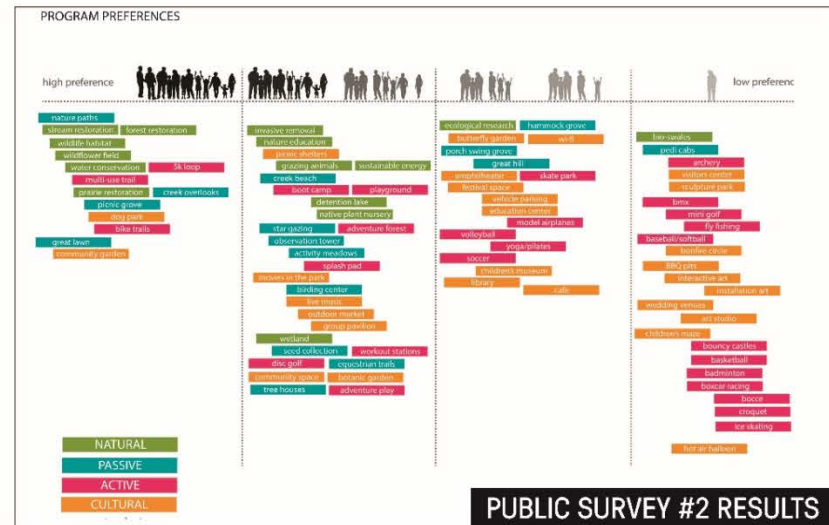 PROGRAM PREFERENCES
high preference
low preferenc
nature paths
stream restoration
forest restoration
wildlife habitat
wildflower field
water conservation
5k loop
multi-use trail
prairie restoration
creek overlooks
picnic grove
dog park
bike trails
great lawn
community garden
invasive removal
nature education
picnic shelters
grazing animals
sustainable energy
creek beach
boot camp
playground
detention lake
native plant nursery
star gazing
adventure forest
observation tower
activity meadows
splash pad
movies in the park
birding center
live music
outdoor market
group pavilion
wetland
seed collection
workout stations
disc golf
equestrian trails
community space
botanic garden
tree houses
adventure play
ecological research
hammock grove
butterfly garden
wi-fi
porch swing grove
great hill
amphitheater
skate park
festival space
vehicle parking
education center
model airplanes
volleyball
yoga/pilates
soccer
children's museum
library
cafe
bio-swales
pedi cabs
archery
visitors center
sculpture park
bmx
mini golf
fly fishing
baseball/softball
bonfire circle
BBQ pits
interactive art
installation art
wedding venues
art studio
children's maze
bouncy castles
basketball
badminton
boxcar racing
bocce
croquet
ice skating
hot air balloon
NATURAL
PASSIVE
ACTIVE
CULTURAL
PUBLIC SURVEY #2 RESULTS